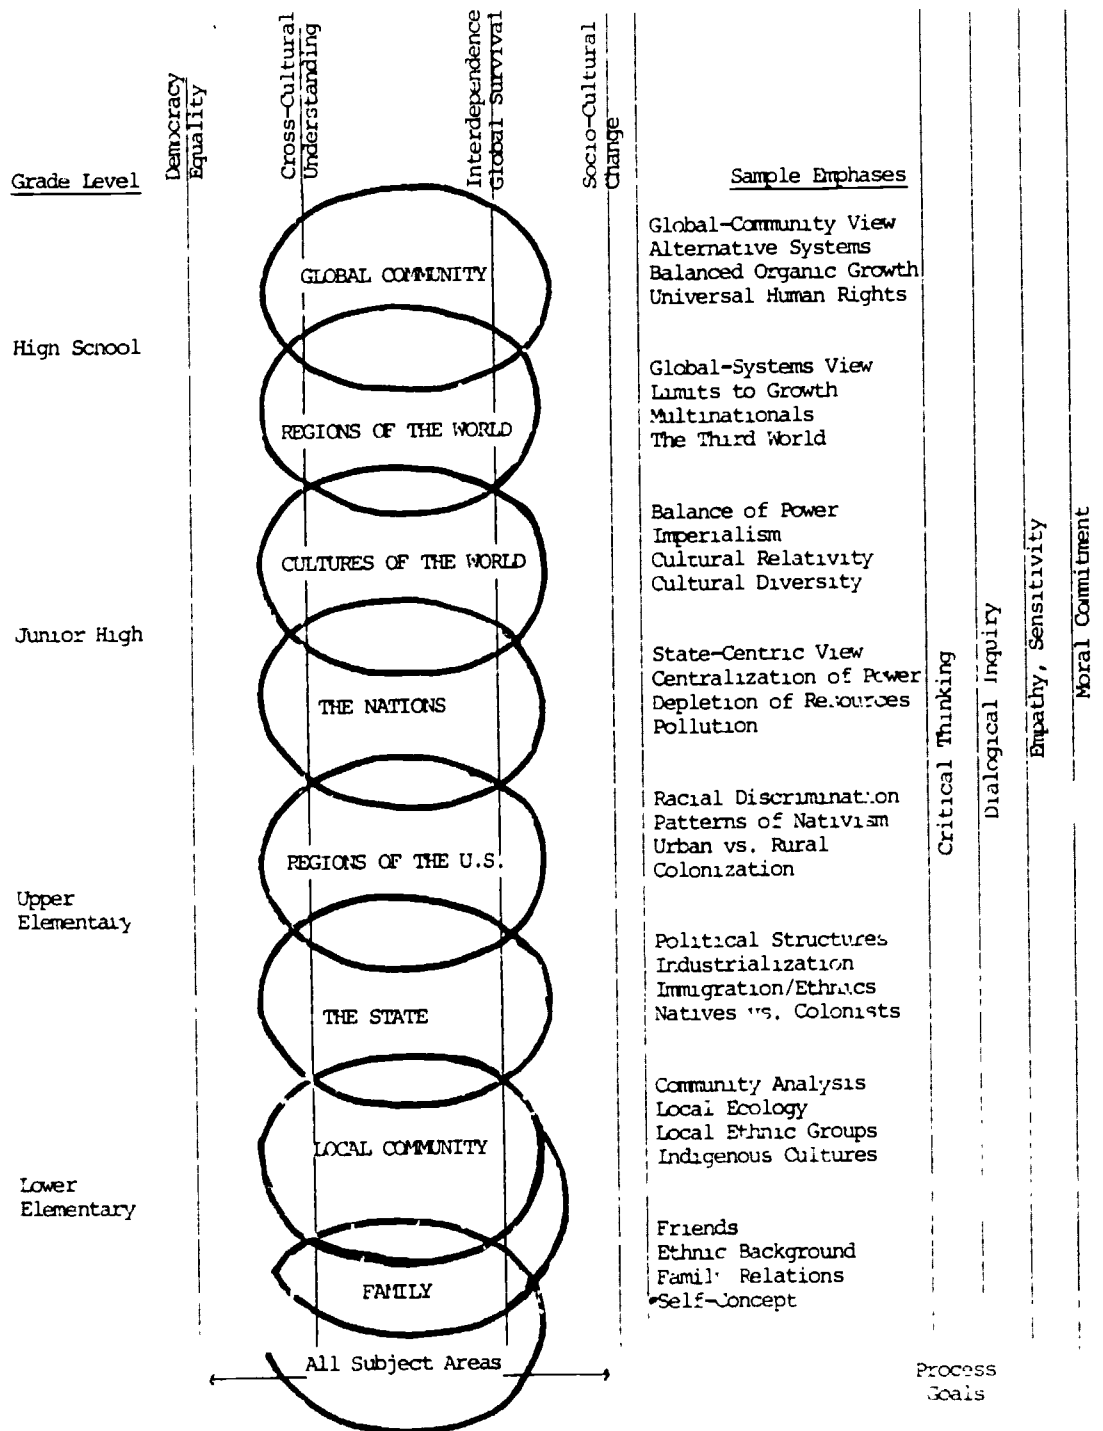 Democracy
Equality
Cross-Cultural
Understanding
Interdependence
Global Survival
Socio-Cultural
Change
Grade Level
Sample Emphases
GLOBAL COMMUNITY
Global-Community View
Alternative Systems
Balanced Organic Growth
Universal Human Rights
High School
REGIONS OF THE WORLD
Global-Systems View
Limits to Growth
Multinationals
The Third World
CULTURES OF THE WORLD
Balance of Power
Imperialism
Cultural Relativity
Cultural Diversity
Junior High
THE NATIONS
State-Centric View
Centralization of Power
Depletion of Resources
Pollution
REGIONS OF THE U.S.
Racial Discrimination
Patterns of Nativism
Urban vs. Rural
Colonization
Upper
Elementary
THE STATE
Political Structures
Industrialization
Immigration/Ethnics
Natives vs. Colonists
LOCAL COMMUNITY
Community Analysis
Local Ecology
Local Ethnic Groups
Indigenous Cultures
Lower
Elementary
FAMILY
Friends
Ethnic Background
Family Relations
Self-Concept
All Subject Areas
Critical Thinking
Dialogical Inquiry
Empathy, Sensitivity
Moral Commitment
Process
Goals